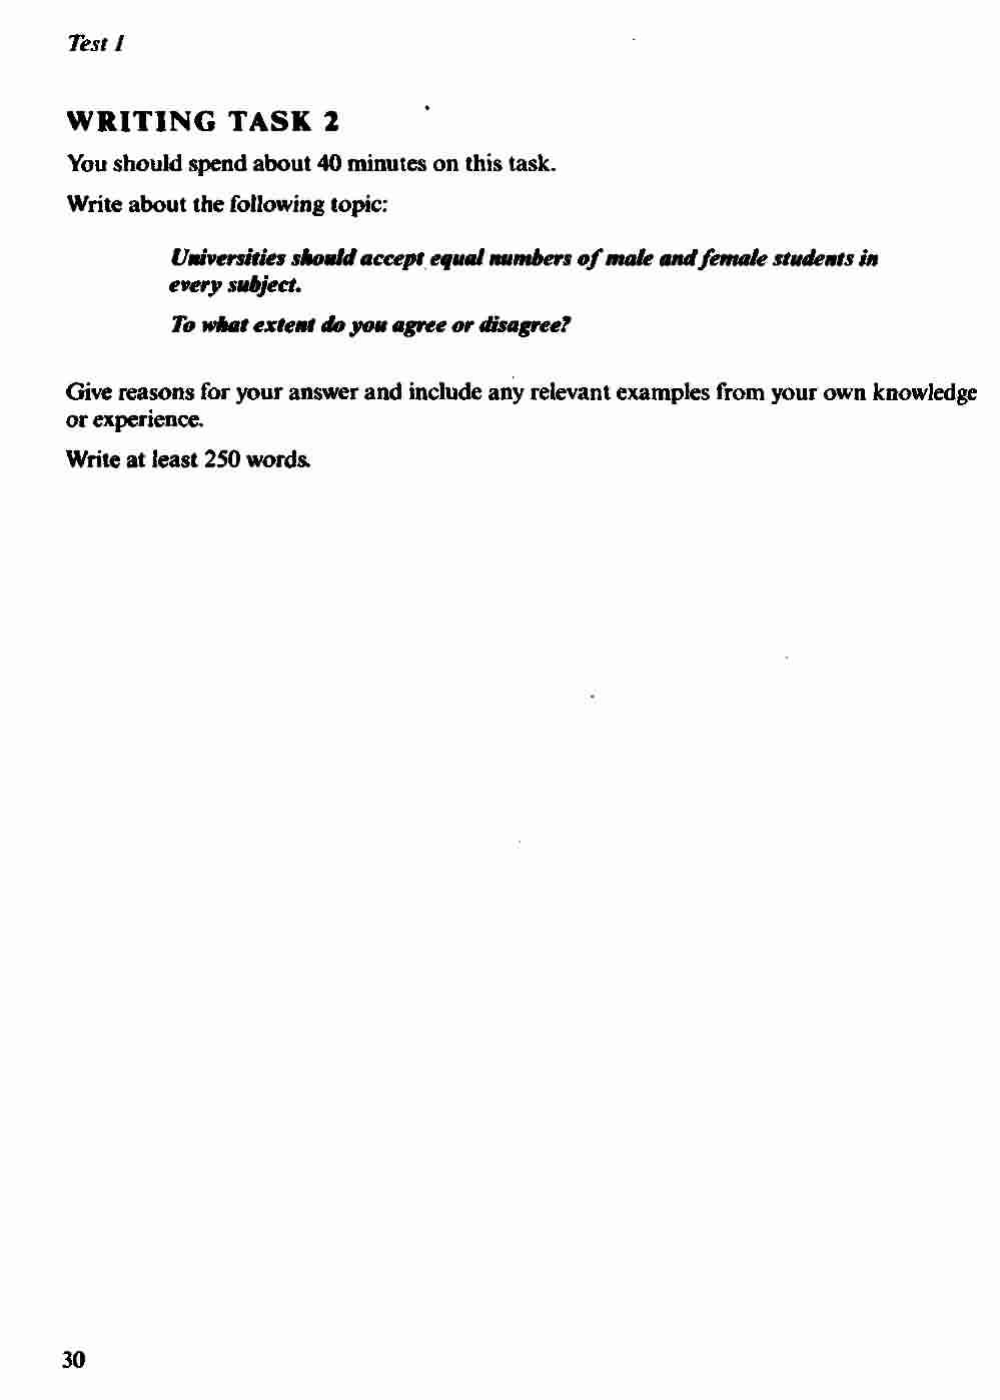 Test 1
WRITING TASK 2
You should spend about 40 minutes on this task.
Write about the following topic:
Universities should accept equal numbers of male and female students in
every subject.
To what extent do you agree or disagree?
Give reasons for your answer and include any relevant examples from your own knowledge
or experience.
Write at least 250 words.
30